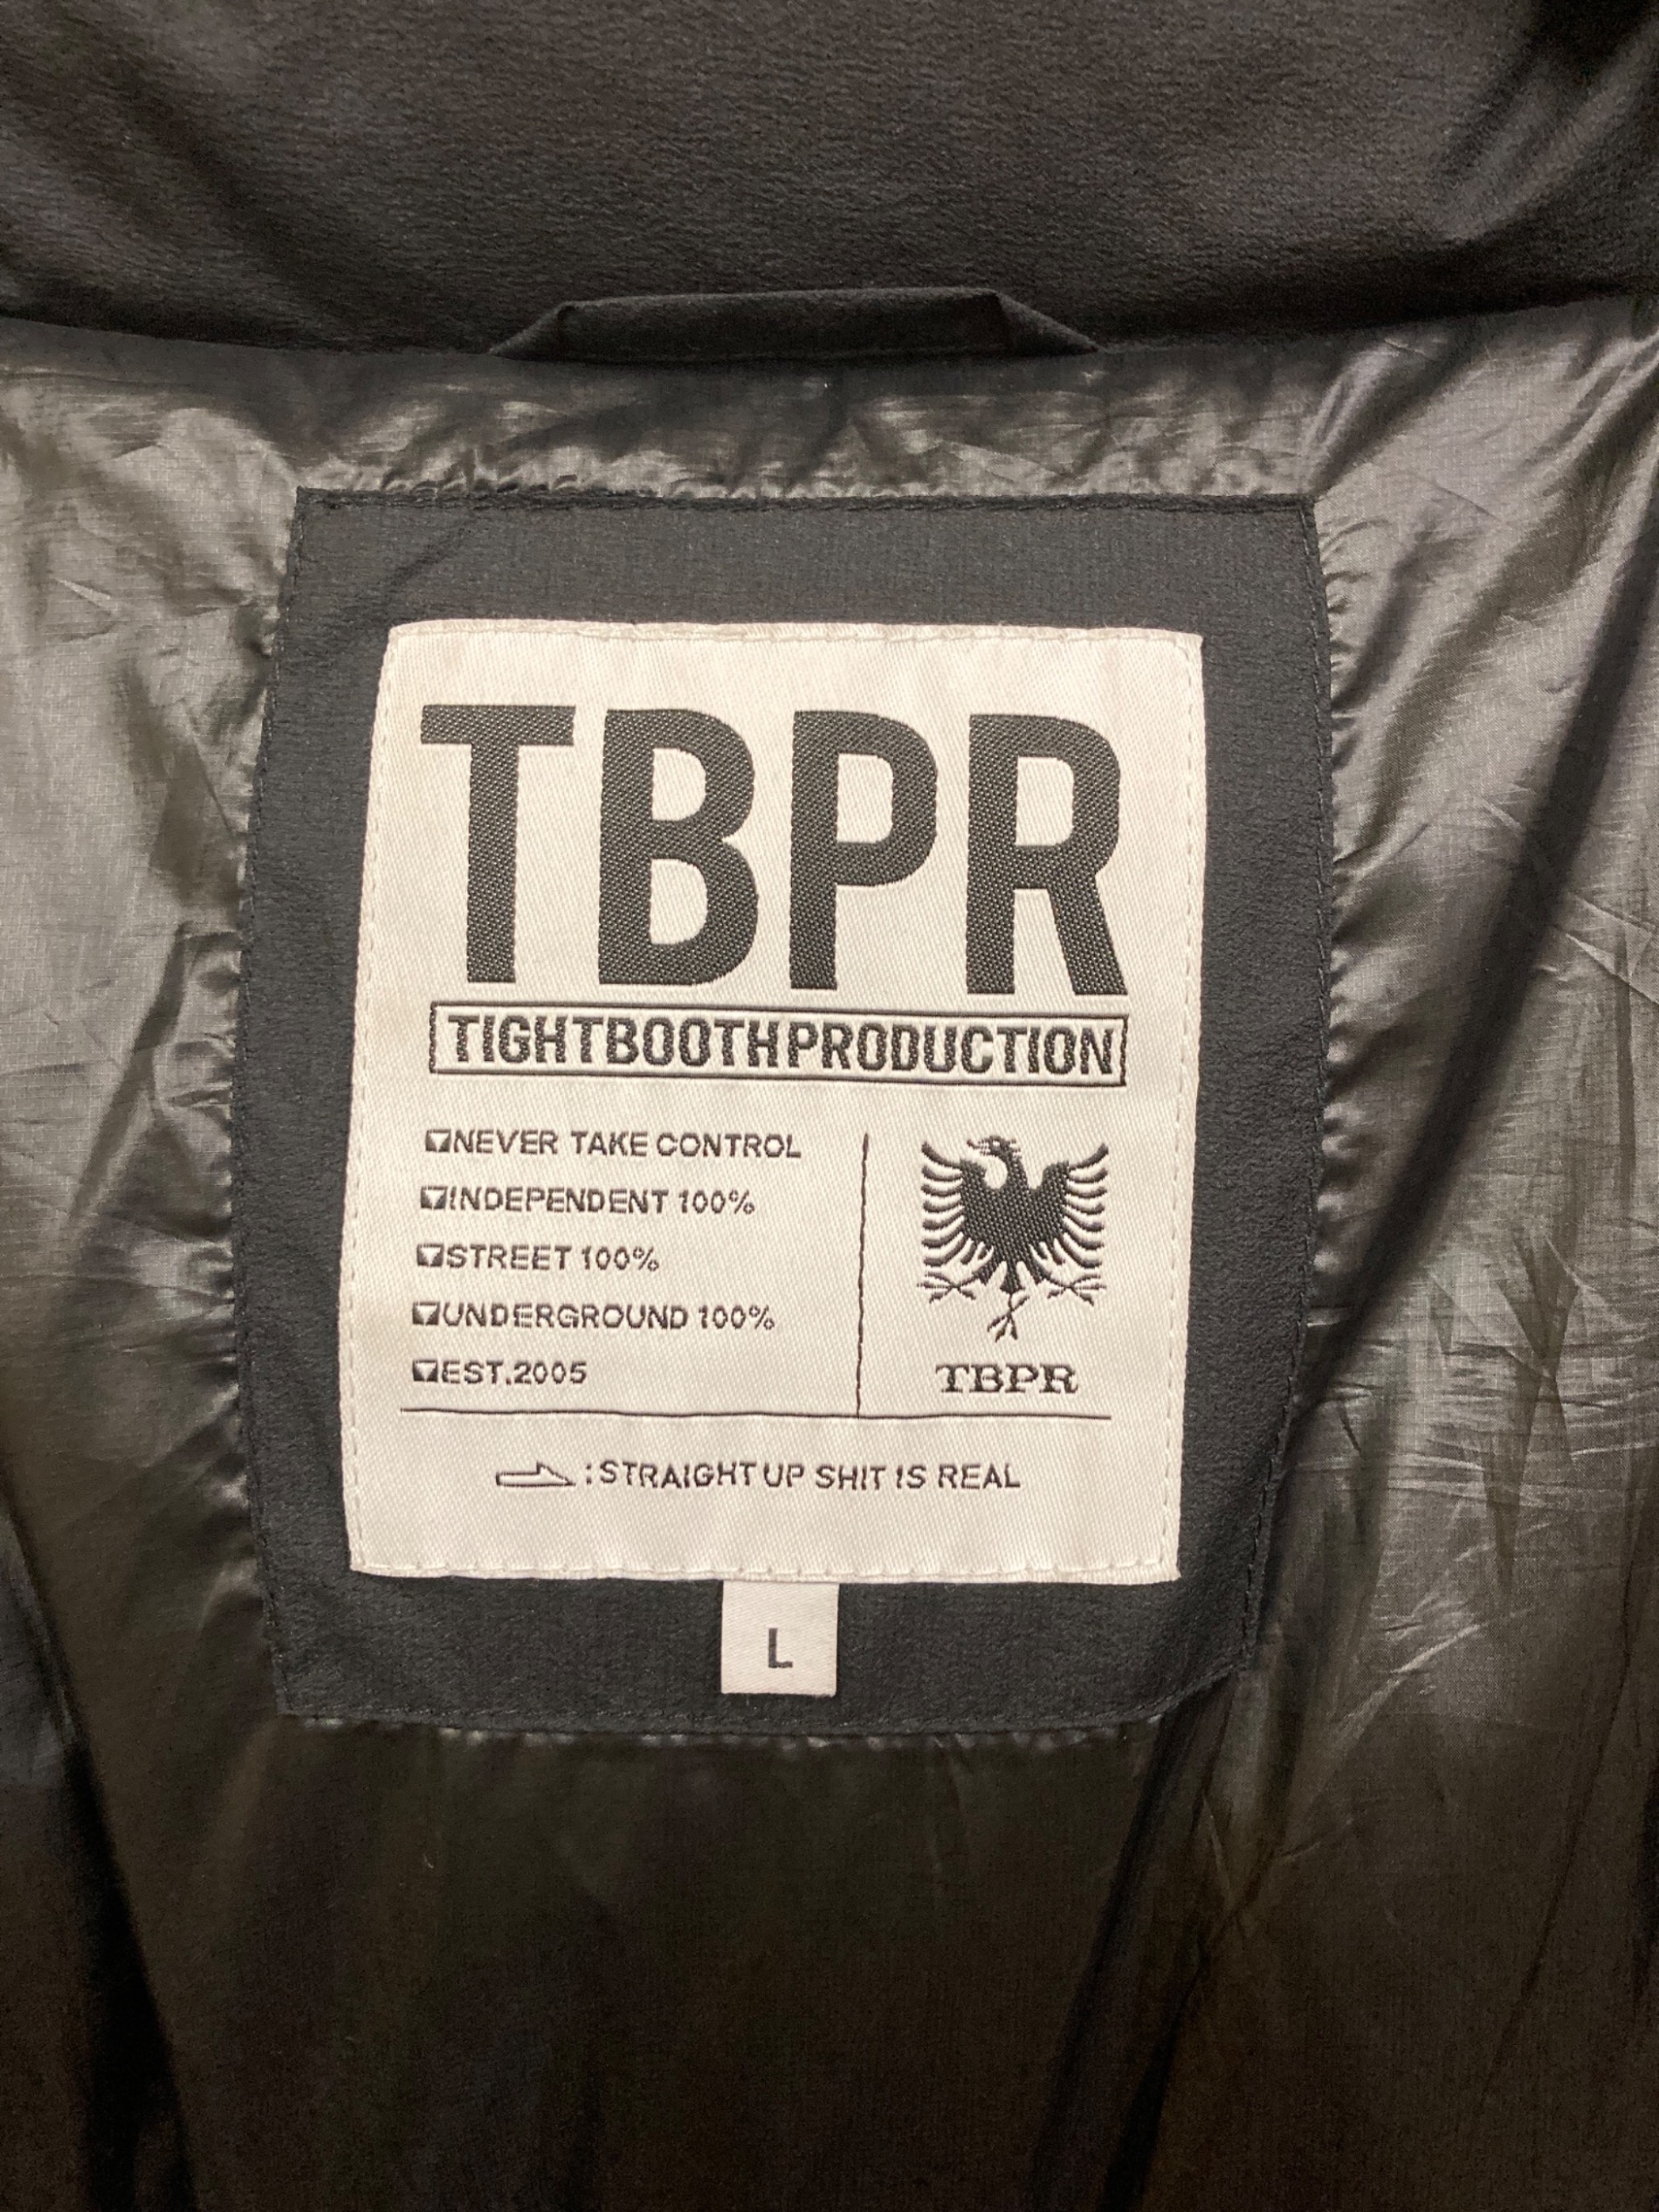 TBPR
TIGHTBOOTHPRODUCTION
NEVER TAKE CONTROL
INDEPENDENT 100%
STREET 100%
UNDERGROUND 100%
EST.2005
TBPR
:STRAIGHT UP SHIT IS REAL
L